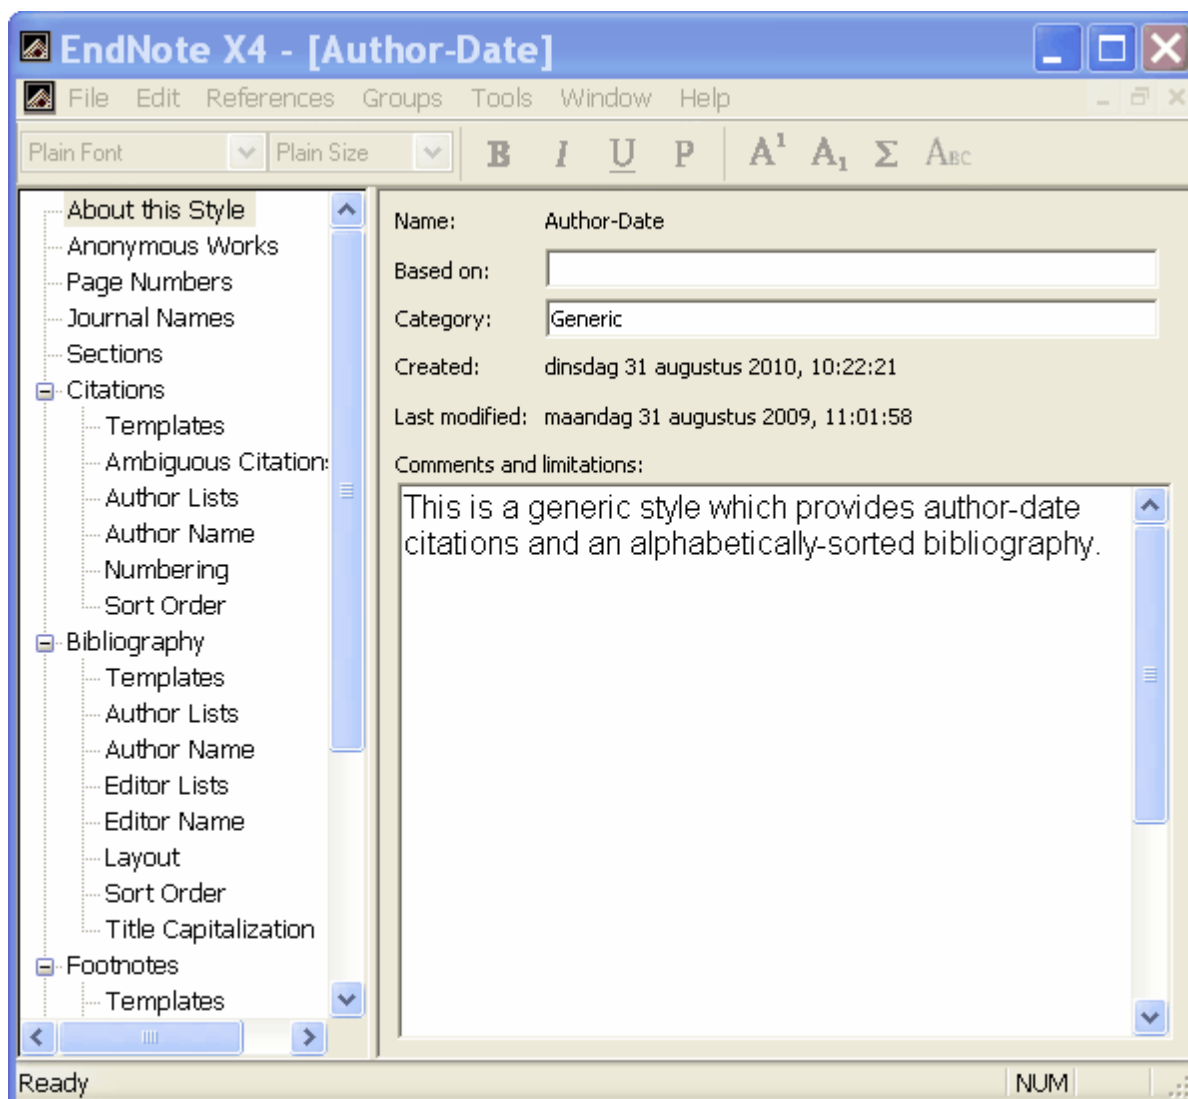 EndNote X4 - [Author-Date]
File Edit References Groups Tools Window Help
Plain Font Plain Size B I U P A¹ A₁ Σ ABC
About this Style
Anonymous Works
Page Numbers
Journal Names
Sections
Citations
Templates
Ambiguous Citation
Author Lists
Author Name
Numbering
Sort Order
Bibliography
Templates
Author Lists
Author Name
Editor Lists
Editor Name
Layout
Sort Order
Title Capitalization
Footnotes
Templates
Name: Author-Date
Based on:
Category: Generic
Created: dinsdag 31 augustus 2010, 10:22:21
Last modified: maandag 31 augustus 2009, 11:01:58
Comments and limitations:
This is a generic style which provides author-date
citations and an alphabetically-sorted bibliography.
Ready NUM